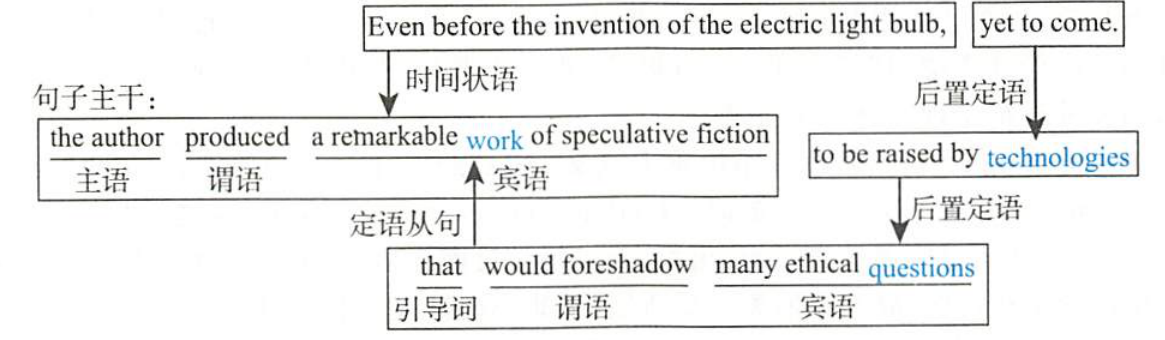 Even before the invention of the electric light bulb,
yet to come.
时间状语
后置定语
句子主干：
the author produced a remarkable work of speculative fiction
主语 谓语 宾语
to be raised by technologies
定语从句
后置定语
that would foreshadow many ethical questions
引导词 谓语 宾语